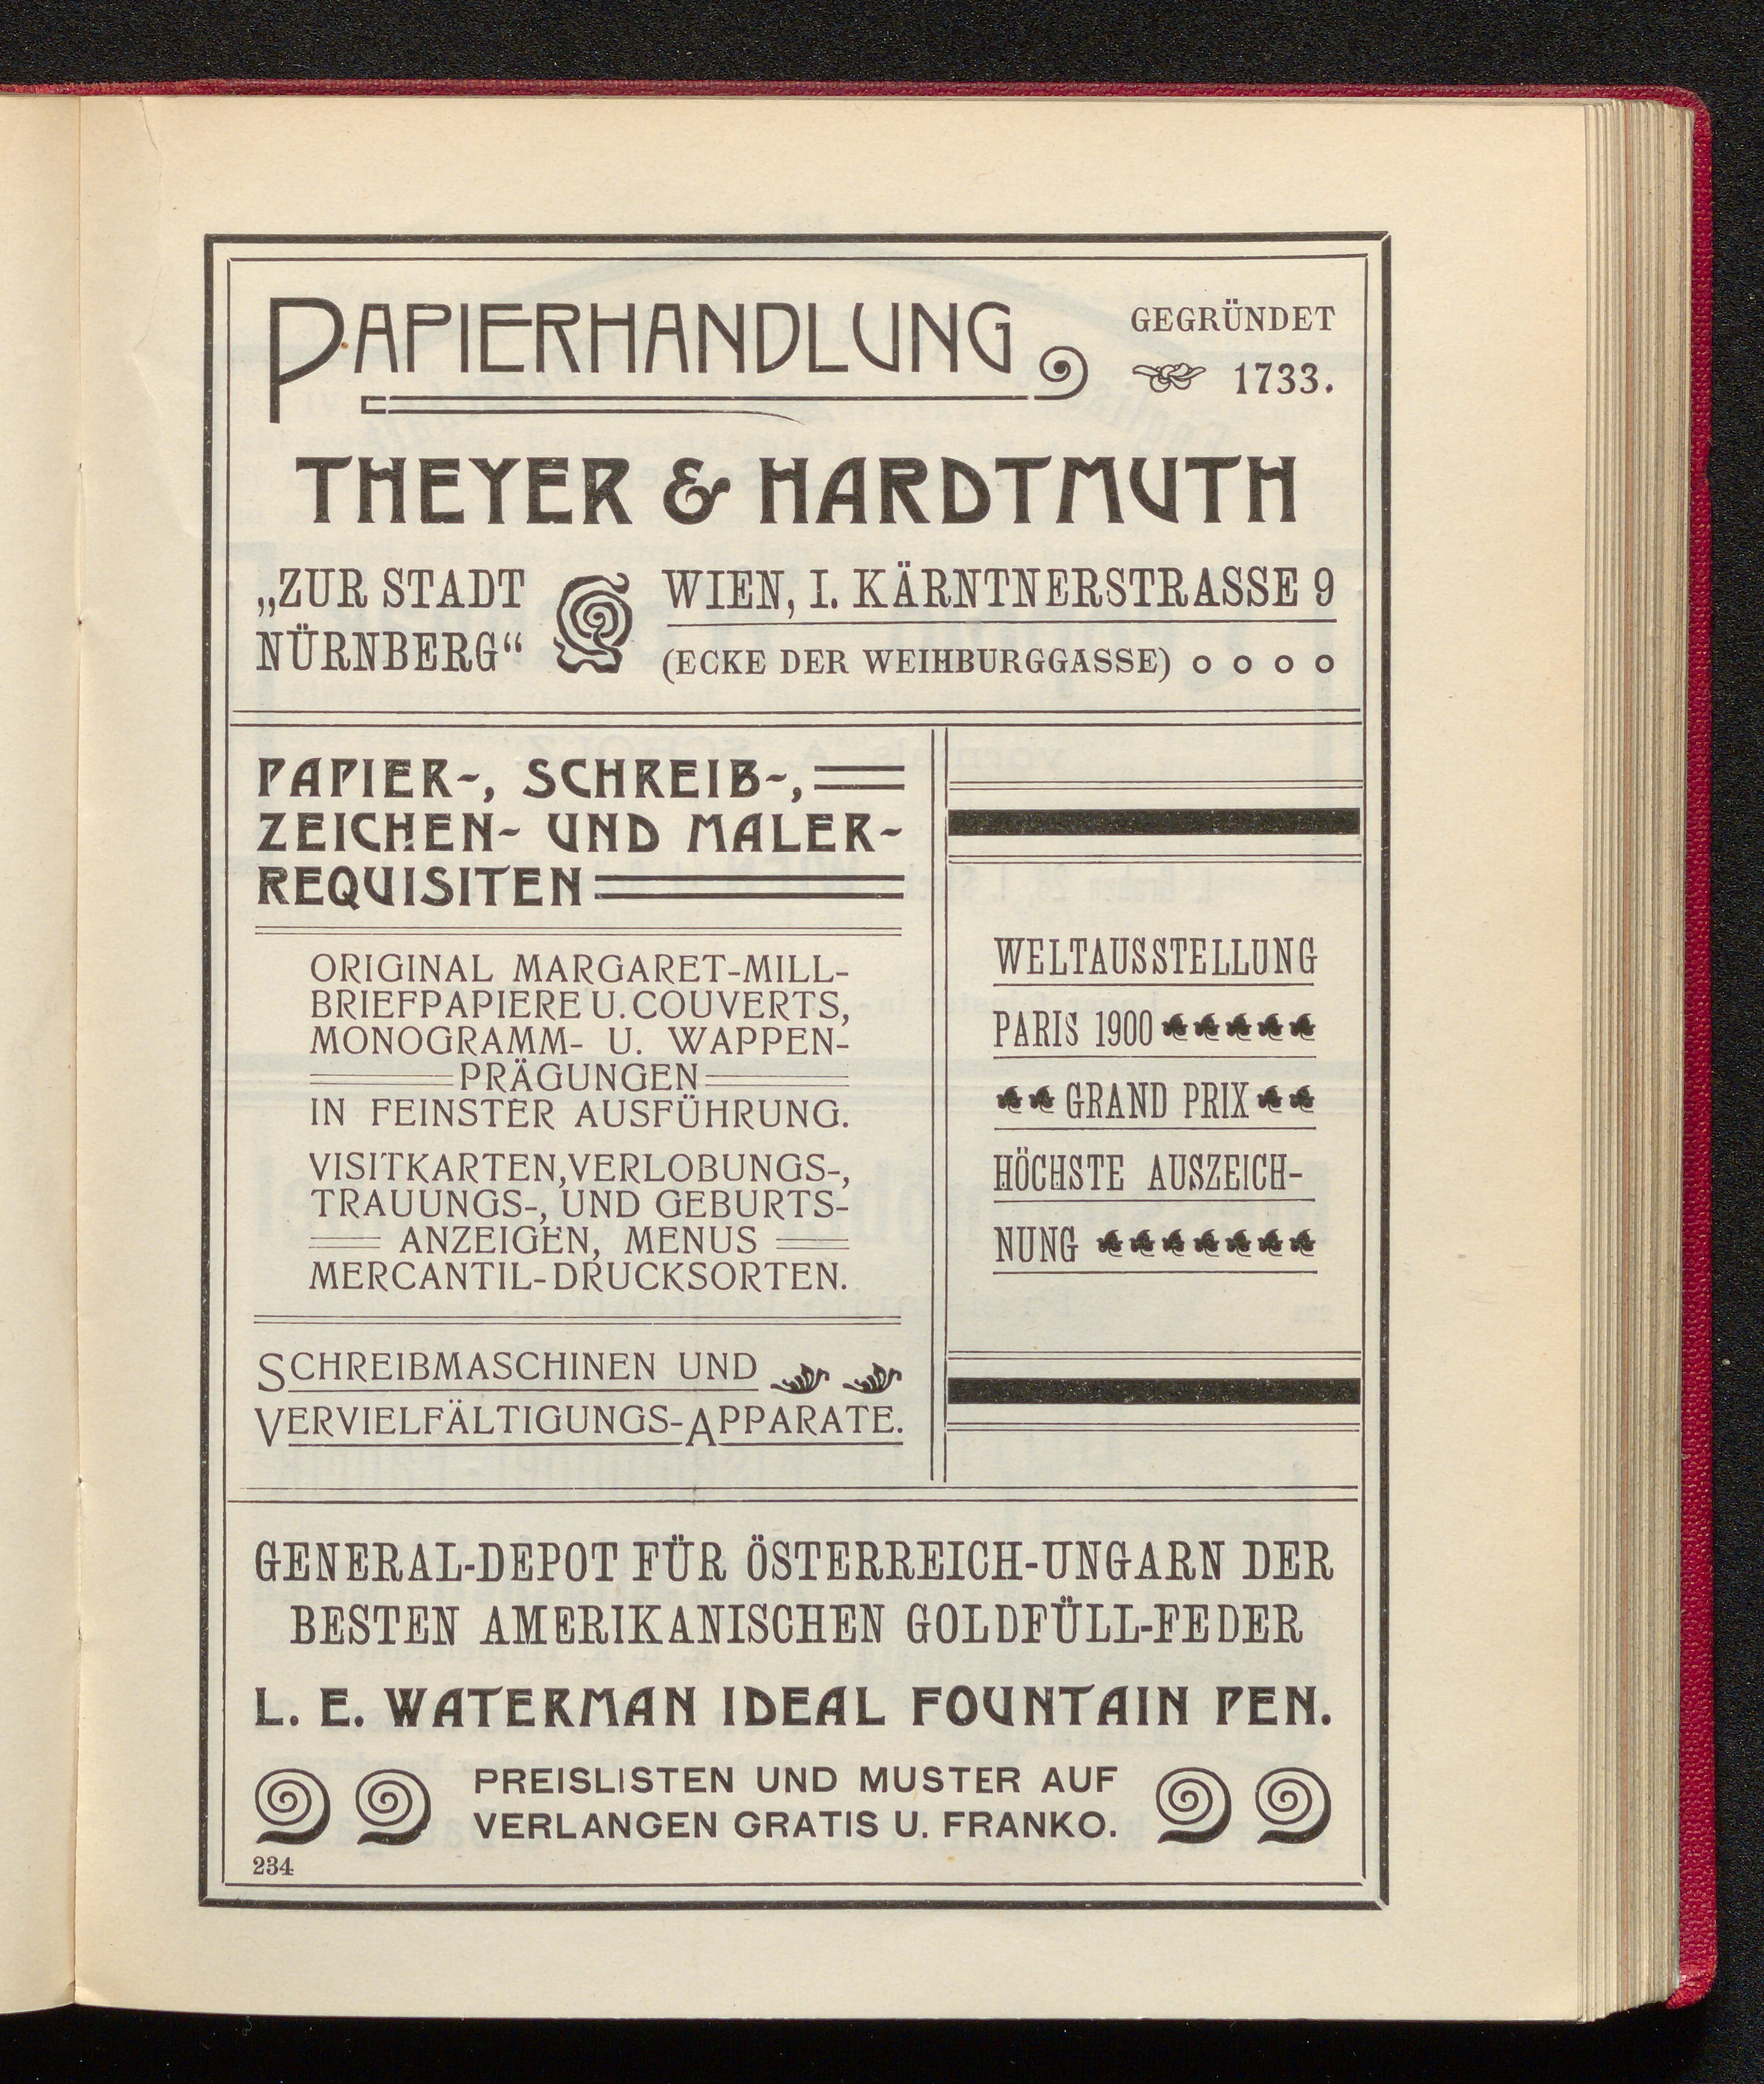 PAPIERHANDLUNG
GEGRÜNDET
1733.
THEYER & HARDTMUTH
„ZUR STADT
NÜRNBERG“
WIEN, I. KÄRNTNERSTRASSE 9
(ECKE DER WEIHBURGGASSE)
PAPIER-, SCHREIB-,
ZEICHEN- UND MALER-
REQUISITEN
ORIGINAL MARGARET-MILL-
BRIEFPAPIERE U. COUVERTS,
MONOGRAMM- U. WAPPEN-
PRÄGUNGEN
IN FEINSTER AUSFÜHRUNG.
VISITKARTEN, VERLOBUNGS-,
TRAUUNGS-, UND GEBURTS-
ANZEIGEN, MENUS
MERCANTIL-DRUCKSORTEN.
SCHREIBMASCHINEN UND
VERVIELFÄLTIGUNGS-APPARATE.
WELTAUSSTELLUNG
PARIS 1900
GRAND PRIX
HÖCHSTE AUSZEICH-
NUNG
GENERAL-DEPOT FÜR ÖSTERREICH-UNGARN DER
BESTEN AMERIKANISCHEN GOLDFÜLL-FEDER
L. E. WATERMAN IDEAL FOUNTAIN PEN.
PREISLISTEN UND MUSTER AUF
VERLANGEN GRATIS U. FRANKO.
234